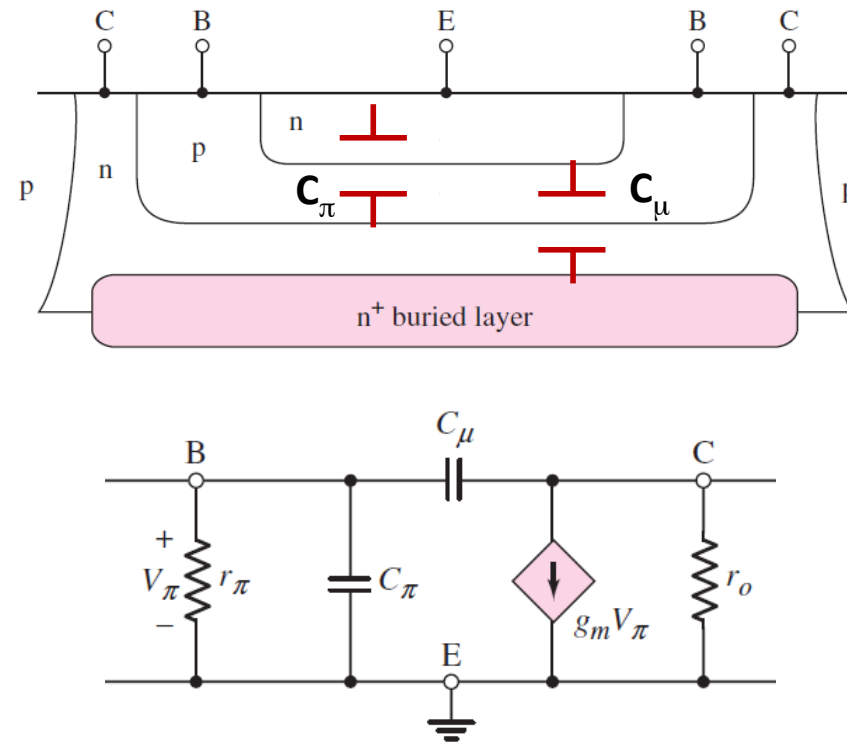 C B E B C
n
p
n
p
p
Cπ
Cμ
n+ buried layer
Cμ
B
C
+
Vπ
rπ
Cπ
ro
−
gmVπ
E